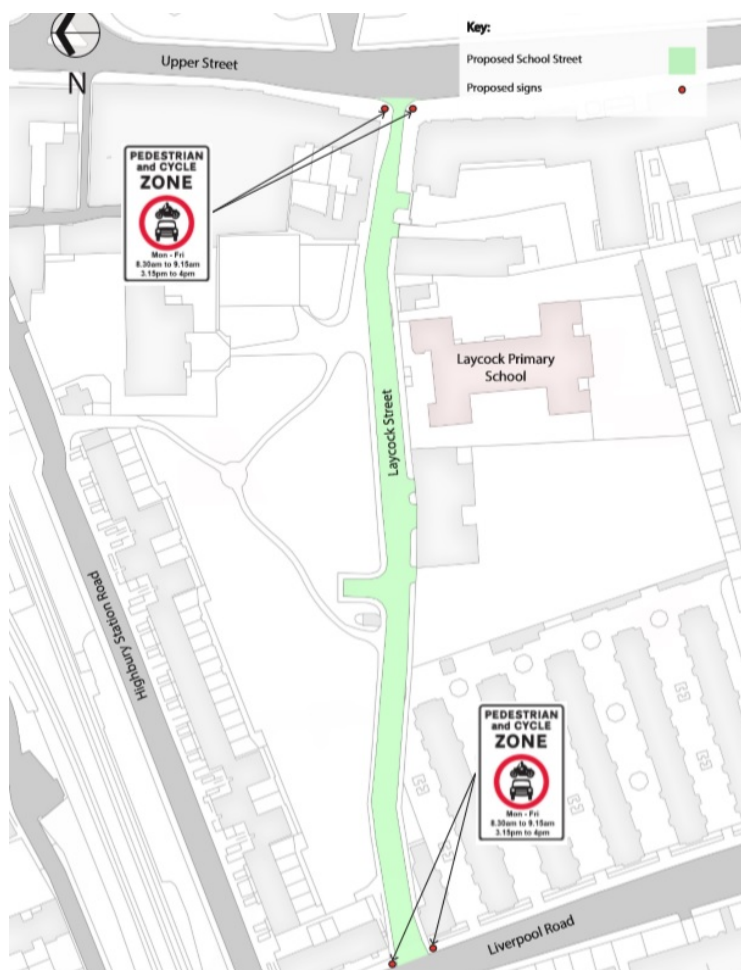 Key:
Proposed School Street
Proposed signs
N
Upper Street
PEDESTRIAN
and CYCLE
ZONE
Mon - Fri
8.30am to 9.15am
3.15pm to 4pm
Laycock Primary
School
Laycock Street
Highbury Station Road
PEDESTRIAN
and CYCLE
ZONE
Mon - Fri
8.30am to 9.15am
3.15pm to 4pm
Liverpool Road